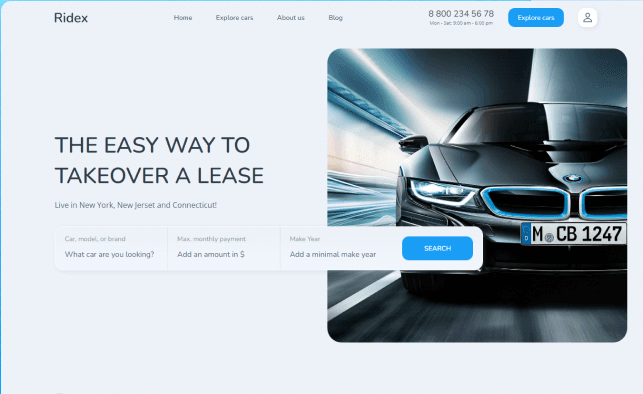 Ridex
Home
Explore cars
About us
Blog
8 800 234 56 78
Mon - Sat: 9:00 am - 6:00 pm
Explore cars
THE EASY WAY TO
TAKEOVER A LEASE
Live in New York, New Jerset and Connecticut!
Car, model, or brand
What car are you looking?
Max. monthly payment
Add an amount in $
Make Year
Add a minimal make year
SEARCH
M CB 1247